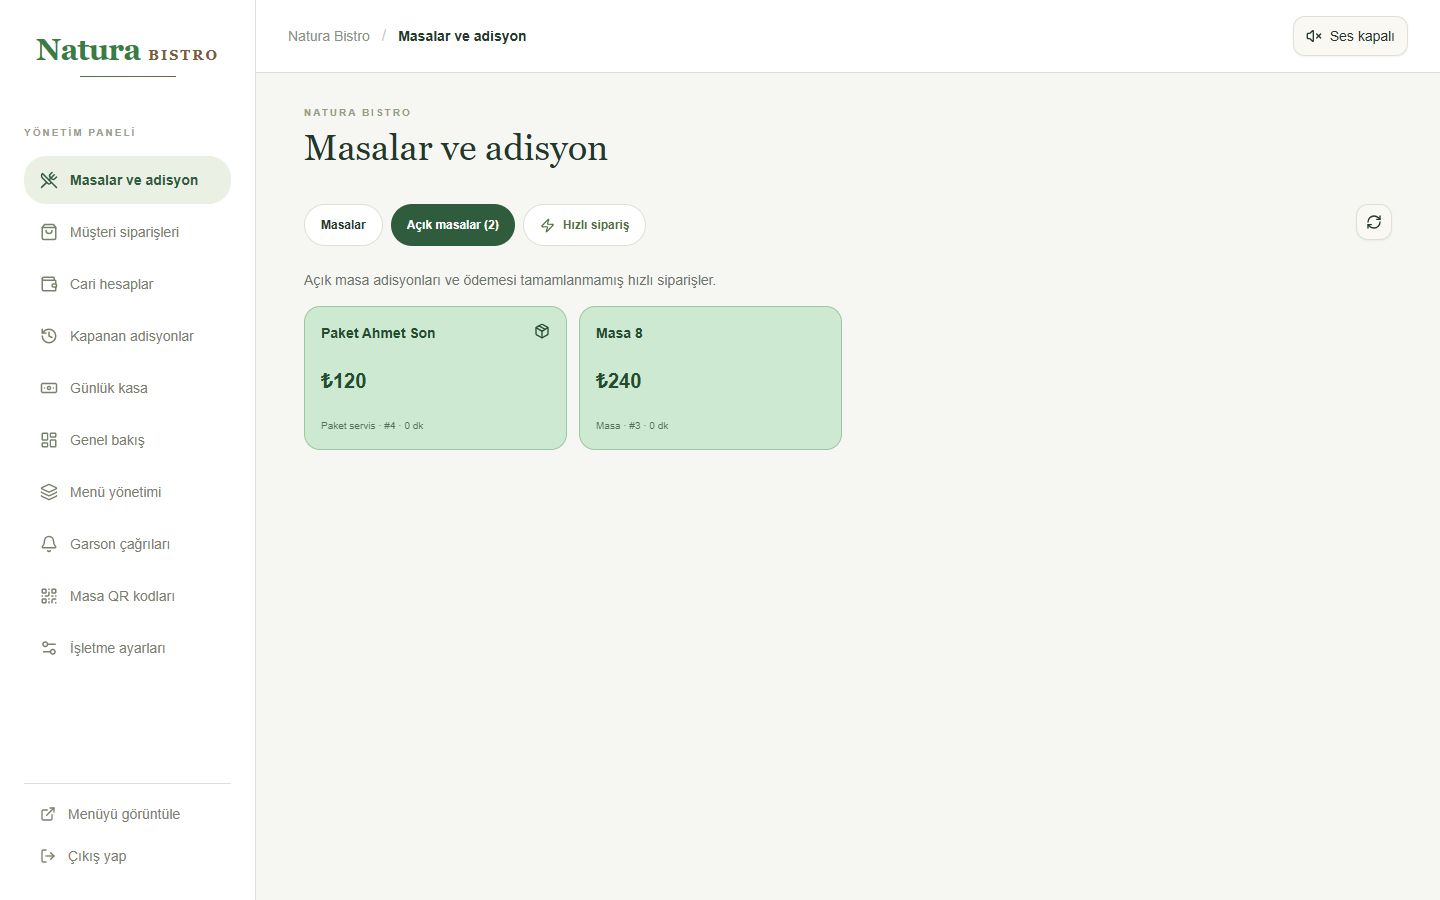 Natura BISTRO
YÖNETİM PANELİ
Masalar ve adisyon
Müşteri siparişleri
Cari hesaplar
Kapanan adisyonlar
Günlük kasa
Genel bakış
Menü yönetimi
Garson çağrıları
Masa QR kodları
İşletme ayarları
Menüyü görüntüle
Çıkış yap
Natura Bistro / Masalar ve adisyon
Ses kapalı
NATURA BISTRO
Masalar ve adisyon
Masalar
Açık masalar (2)
Hızlı sipariş
Açık masa adisyonları ve ödemesi tamamlanmamış hızlı siparişler.
Paket Ahmet Son
₺120
Paket servis · #4 · 0 dk
Masa 8
₺240
Masa · #3 · 0 dk